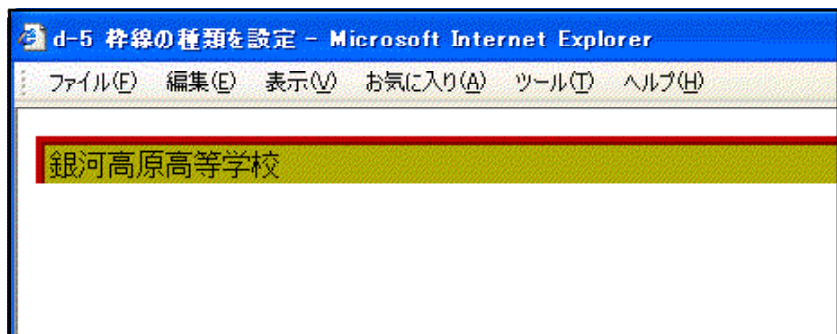 d-5 枠線の種類を設定 - Microsoft Internet Explorer
ファイル(F) 編集(E) 表示(V) お気に入り(A) ツール(T) ヘルプ(H)
銀河高原高等学校